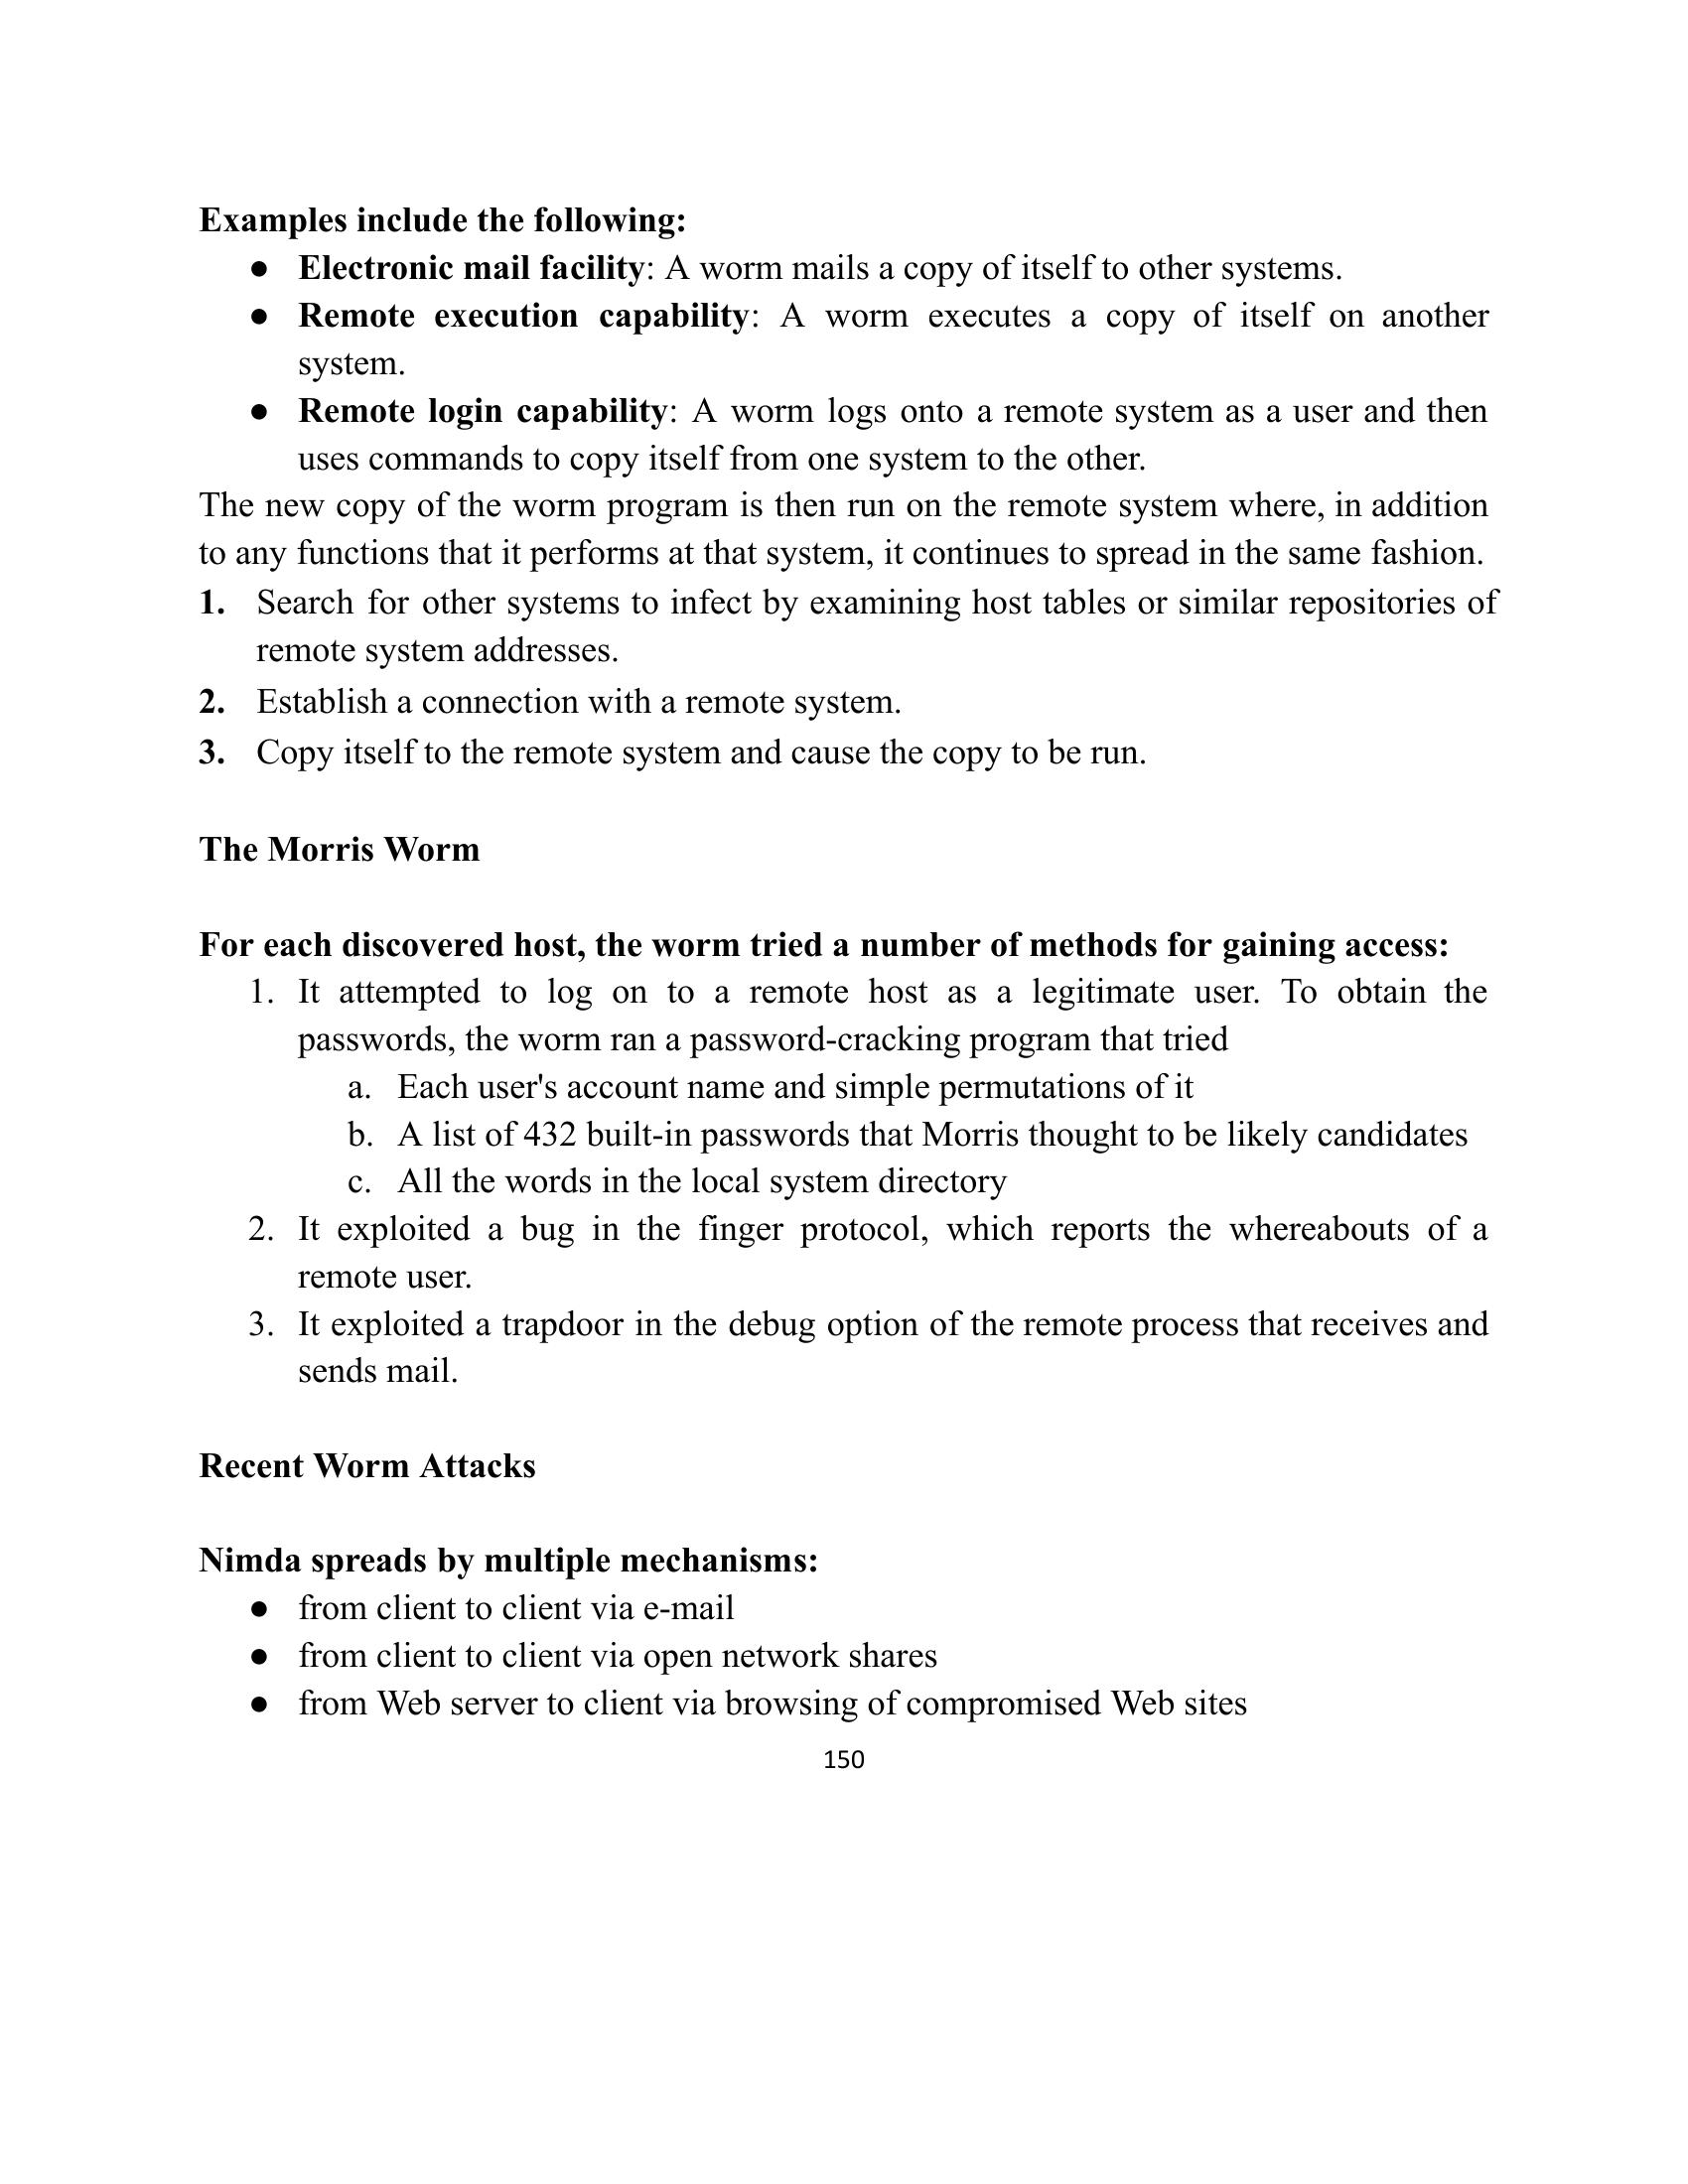 Examples include the following:
● Electronic mail facility: A worm mails a copy of itself to other systems.
● Remote execution capability: A worm executes a copy of itself on another
system.
● Remote login capability: A worm logs onto a remote system as a user and then
uses commands to copy itself from one system to the other.
The new copy of the worm program is then run on the remote system where, in addition
to any functions that it performs at that system, it continues to spread in the same fashion.
1. Search for other systems to infect by examining host tables or similar repositories of
remote system addresses.
2. Establish a connection with a remote system.
3. Copy itself to the remote system and cause the copy to be run.
The Morris Worm
For each discovered host, the worm tried a number of methods for gaining access:
1. It attempted to log on to a remote host as a legitimate user. To obtain the
passwords, the worm ran a password-cracking program that tried
a. Each user's account name and simple permutations of it
b. A list of 432 built-in passwords that Morris thought to be likely candidates
c. All the words in the local system directory
2. It exploited a bug in the finger protocol, which reports the whereabouts of a
remote user.
3. It exploited a trapdoor in the debug option of the remote process that receives and
sends mail.
Recent Worm Attacks
Nimda spreads by multiple mechanisms:
● from client to client via e-mail
● from client to client via open network shares
● from Web server to client via browsing of compromised Web sites
150